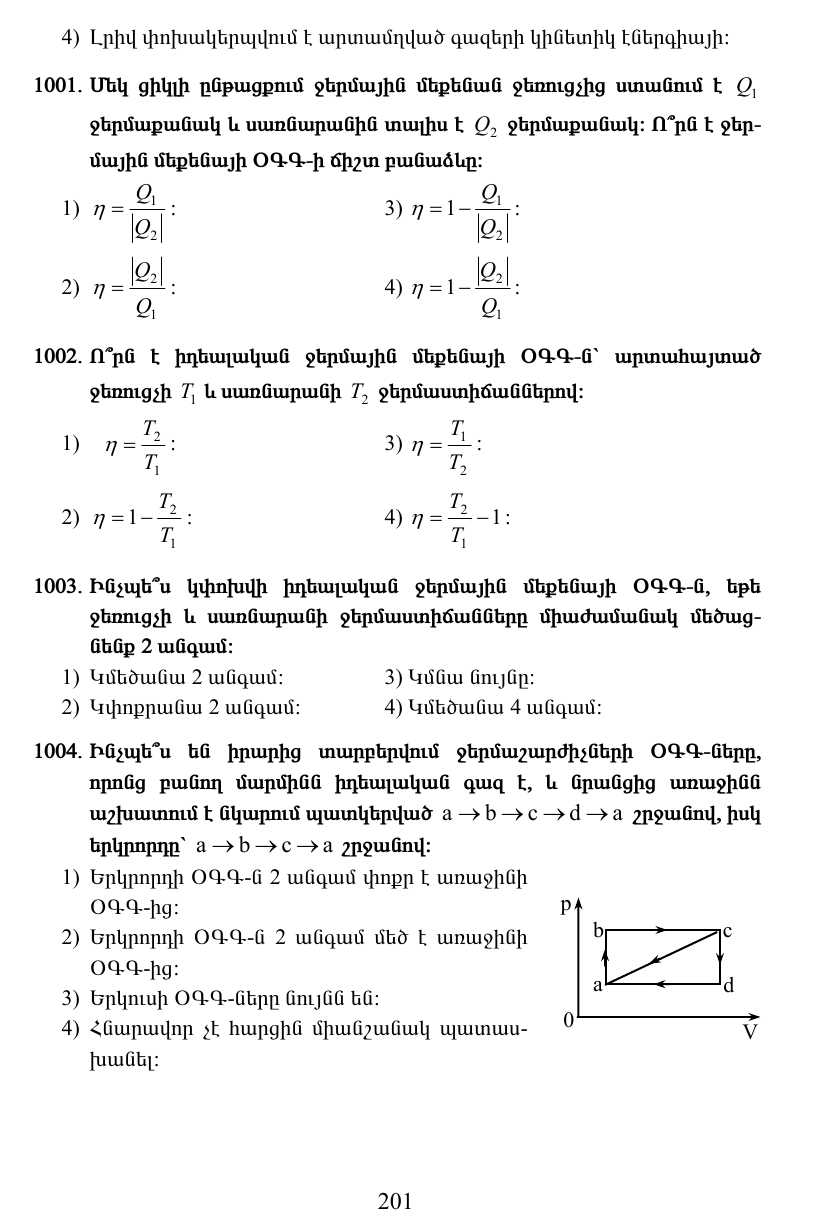 4) Լրիվ փոխակերպվում է արտամղված գազերի կինետիկ էներգիայի:
1001. Մեկ ցիկլի ընթացքում ջերմային մեքենան ջեռուցչից ստանում է Q₁
ջերմաքանակ և սառնարանին տալիս է Q₂ ջերմաքանակ: Ո՞րն է ջեր-
մային մեքենայի ՕԳԳ-ի ճիշտ բանաձևը:
1) η = Q₁/|Q₂| : 3) η = 1 − Q₁/|Q₂| :
2) η = |Q₂|/Q₁ : 4) η = 1 − |Q₂|/Q₁ :
1002. Ո՞րն է իդեալական ջերմային մեքենայի ՕԳԳ-ն՝ արտահայտած
ջեռուցչի T₁ և սառնարանի T₂ ջերմաստիճաններով:
1) η = T₂/T₁ : 3) η = T₁/T₂ :
2) η = 1 − T₂/T₁ : 4) η = T₂/T₁ − 1 :
1003. Ինչպե՞ս կփոխվի իդեալական ջերմային մեքենայի ՕԳԳ-ն, եթե
ջեռուցչի և սառնարանի ջերմաստիճանները միաժամանակ մեծաց-
նենք 2 անգամ:
1) Կմեծանա 2 անգամ: 3) Կմնա նույնը:
2) Կփոքրանա 2 անգամ: 4) Կմեծանա 4 անգամ:
1004. Ինչպե՞ս են իրարից տարբերվում ջերմաշարժիչների ՕԳԳ-ները,
որոնց բանող մարմինն իդեալական գազ է, և նրանցից առաջինն
աշխատում է նկարում պատկերված a → b → c → d → a շրջանով, իսկ
երկրորդը՝ a → b → c → a շրջանով:
1) Երկրորդի ՕԳԳ-ն 2 անգամ փոքր է առաջինի
ՕԳԳ-ից:
2) Երկրորդի ՕԳԳ-ն 2 անգամ մեծ է առաջինի
ՕԳԳ-ից:
3) Երկուսի ՕԳԳ-ները նույնն են:
4) Հնարավոր չէ հարցին միանշանակ պատաս-
խանել:
p
b c
a d
0
V
201